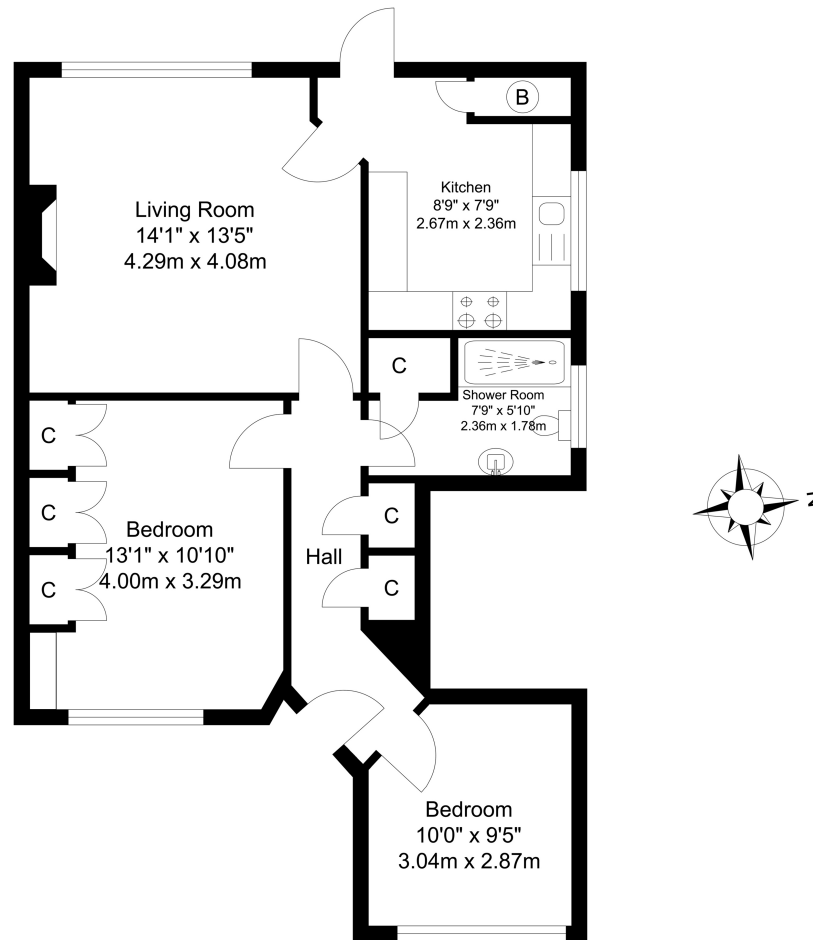 B
Kitchen
8'9" x 7'9"
2.67m x 2.36m
Living Room
14'1" x 13'5"
4.29m x 4.08m
C
Shower Room
7'9" x 5'10"
2.36m x 1.78m
C
C
C
C
C
Bedroom
13'1" x 10'10"
4.00m x 3.29m
Hall
Bedroom
10'0" x 9'5"
3.04m x 2.87m